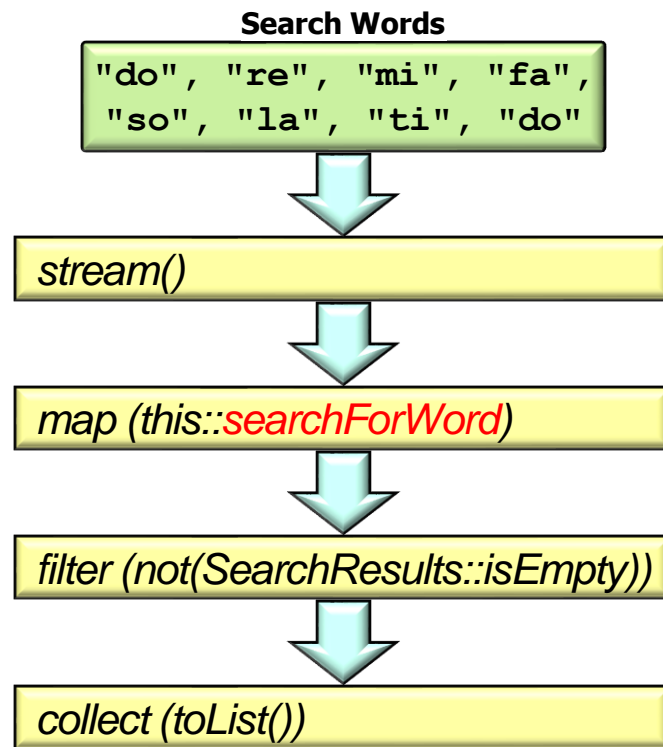 Search Words
"do", "re", "mi", "fa",
"so", "la", "ti", "do"
stream()
map (this::searchForWord)
filter (not(SearchResults::isEmpty))
collect (toList())